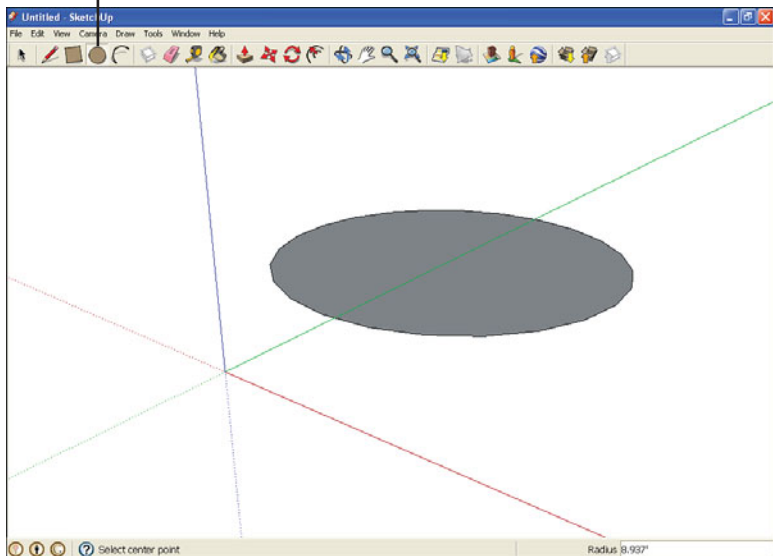 Untitled - SketchUp
File Edit View Camera Draw Tools Window Help
Select center point
Radius 8.937"